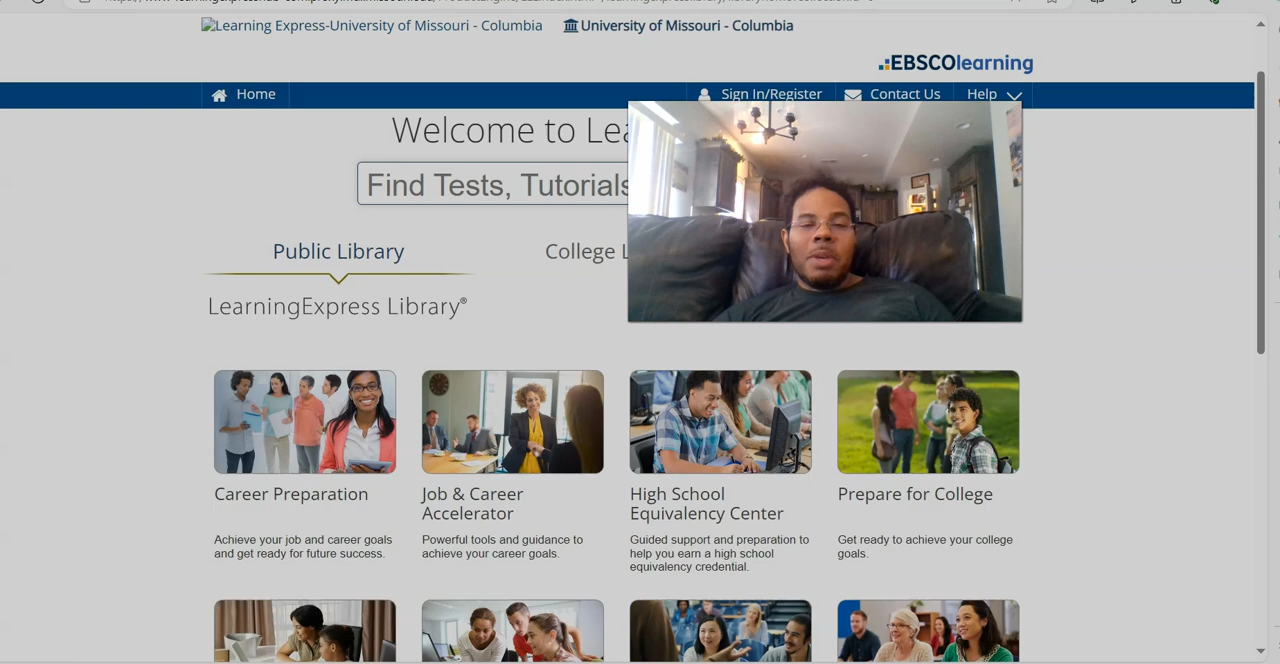 Learning Express-University of Missouri - Columbia
University of Missouri - Columbia
EBSCOlearning
Home
Sign In/Register
Contact Us
Help
Welcome to
Find Tests, Tutorials
Public Library
College
LearningExpress Library®
Career Preparation
Achieve your job and career goals
and get ready for future success.
Job & Career
Accelerator
Powerful tools and guidance to
achieve your career goals.
High School
Equivalency Center
Guided support and preparation to
help you earn a high school
equivalency credential.
Prepare for College
Get ready to achieve your college
goals.